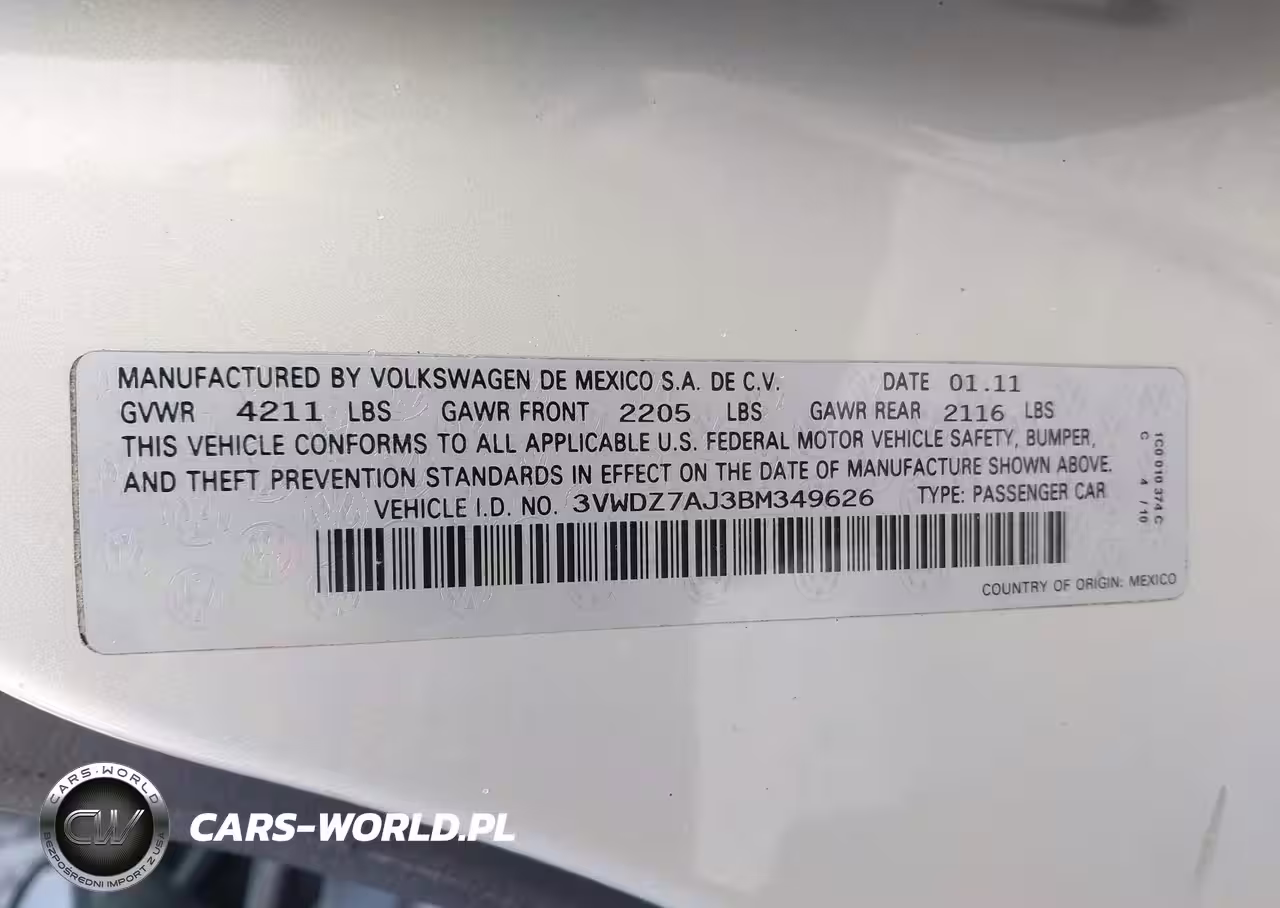 MANUFACTURED BY VOLKSWAGEN DE MEXICO S.A. DE C.V. DATE 01.11
GVWR 4211 LBS GAWR FRONT 2205 LBS GAWR REAR 2116 LBS
THIS VEHICLE CONFORMS TO ALL APPLICABLE U.S. FEDERAL MOTOR VEHICLE SAFETY, BUMPER,
AND THEFT PREVENTION STANDARDS IN EFFECT ON THE DATE OF MANUFACTURE SHOWN ABOVE.
VEHICLE I.D. NO. 3VWDZ7AJ3BM349626 TYPE: PASSENGER CAR
COUNTRY OF ORIGIN: MEXICO
1C0 010 374 C
C 4 /10
CARS-WORLD
CW
BEZPOŚREDNI IMPORT Z USA
CARS-WORLD.PL